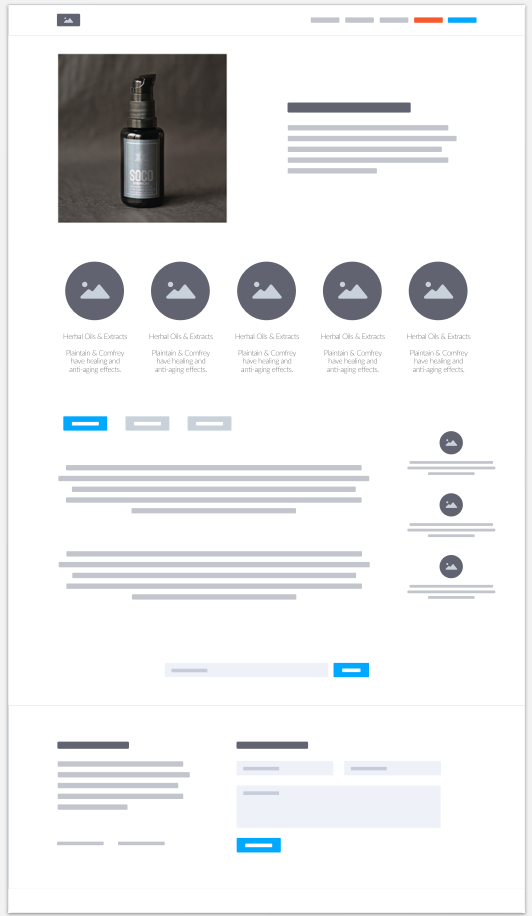 SOCO
Herbal Oils & Extracts
Herbal Oils & Extracts
Herbal Oils & Extracts
Herbal Oils & Extracts
Herbal Oils & Extracts
Plaintain & Comfrey
have healing and
anti-aging effects.
Plaintain & Comfrey
have healing and
anti-aging effects.
Plaintain & Comfrey
have healing and
anti-aging effects.
Plaintain & Comfrey
have healing and
anti-aging effects.
Plaintain & Comfrey
have healing and
anti-aging effects.